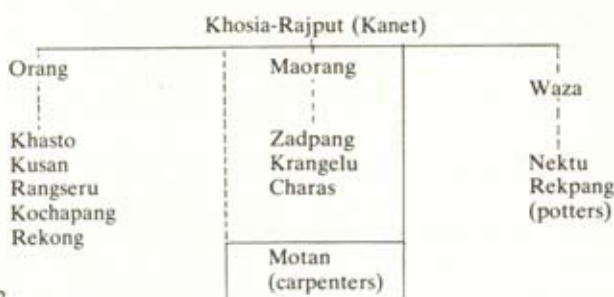 Khosia-Rajput (Kanet)
Orang
Khasto
Kusan
Rangseru
Kochapang
Rekong
Maorang
Zadpang
Krangelu
Charas
Motan
(carpenters)
Waza
Nektu
Rekpang
(potters)